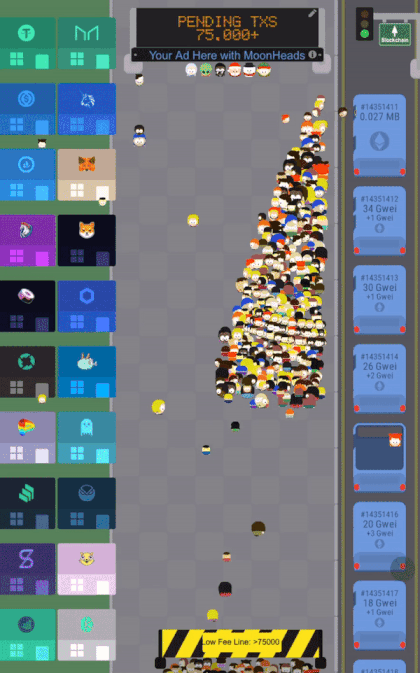 PENDING TXS
75,000+
Your Ad Here with MoonHeads
Blockchain
#14351411
0.027 MB
#14351412
34 Gwei
+1 Gwei
#14351413
30 Gwei
+1 Gwei
#14351414
26 Gwei
+2 Gwei
#14351416
20 Gwei
+3 Gwei
#14351417
18 Gwei
+1 Gwei
Low Fee Line: >75000